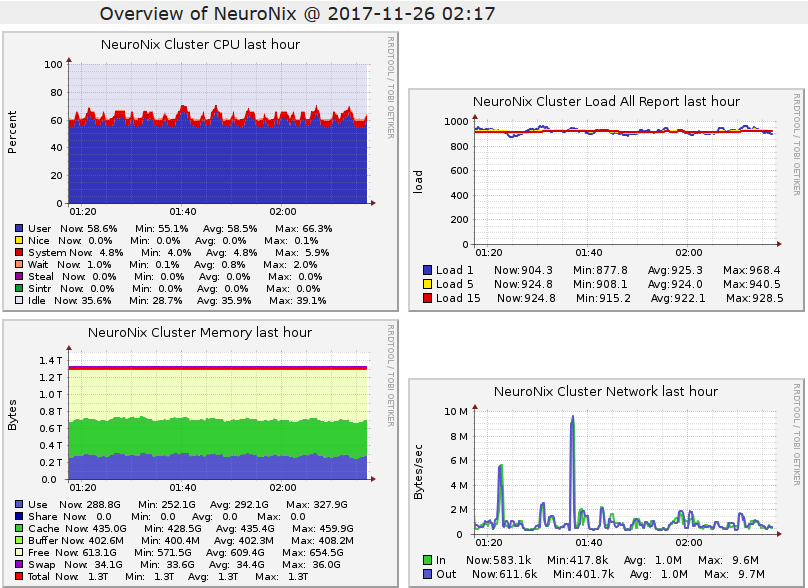 Overview of NeuroNix @ 2017-11-26 02:17
NeuroNix Cluster CPU last hour
RRDTOOL / TOBI OETIKER
Percent
100
80
60
40
20
0
01:20 01:40 02:00
User Now: 58.6% Min: 55.1% Avg: 58.5% Max: 66.3%
Nice Now: 0.0% Min: 0.0% Avg: 0.0% Max: 0.1%
System Now: 4.8% Min: 4.0% Avg: 4.8% Max: 5.9%
Wait Now: 1.0% Min: 0.1% Avg: 0.8% Max: 2.0%
Steal Now: 0.0% Min: 0.0% Avg: 0.0% Max: 0.0%
Sintr Now: 0.0% Min: 0.0% Avg: 0.0% Max: 0.0%
Idle Now: 35.6% Min: 28.7% Avg: 35.9% Max: 39.1%
NeuroNix Cluster Load All Report last hour
RRDTOOL / TOBI OETIKER
load
1000
800
600
400
200
0
01:20 01:40 02:00
Load 1 Now:904.3 Min:877.8 Avg:925.3 Max:968.4
Load 5 Now:924.8 Min:908.1 Avg:924.0 Max:940.5
Load 15 Now:924.8 Min:915.2 Avg:922.1 Max:928.5
NeuroNix Cluster Memory last hour
RRDTOOL / TOBI OETIKER
Bytes
1.4 T
1.2 T
1.0 T
0.8 T
0.6 T
0.4 T
0.2 T
0.0
01:20 01:40 02:00
Use Now: 288.8G Min: 252.1G Avg: 292.1G Max: 327.9G
Share Now: 0.0 Min: 0.0 Avg: 0.0 Max: 0.0
Cache Now: 435.0G Min: 428.5G Avg: 435.4G Max: 459.9G
Buffer Now: 402.6M Min: 400.4M Avg: 402.3M Max: 408.2M
Free Now: 613.1G Min: 571.5G Avg: 609.4G Max: 654.5G
Swap Now: 34.1G Min: 33.6G Avg: 34.4G Max: 36.0G
Total Now: 1.3T Min: 1.3T Avg: 1.3T Max: 1.3T
NeuroNix Cluster Network last hour
RRDTOOL / TOBI OETIKER
Bytes/sec
10 M
8 M
6 M
4 M
2 M
0
01:20 01:40 02:00
In Now:583.1k Min:417.8k Avg: 1.0M Max: 9.6M
Out Now:611.6k Min:401.7k Avg: 1.0M Max: 9.7M